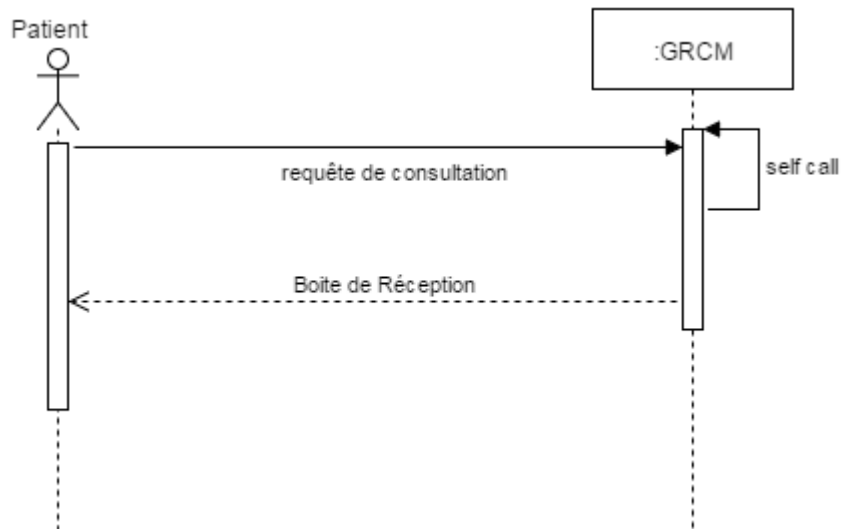 Patient
:GRCM
requête de consultation
self call
Boite de Réception